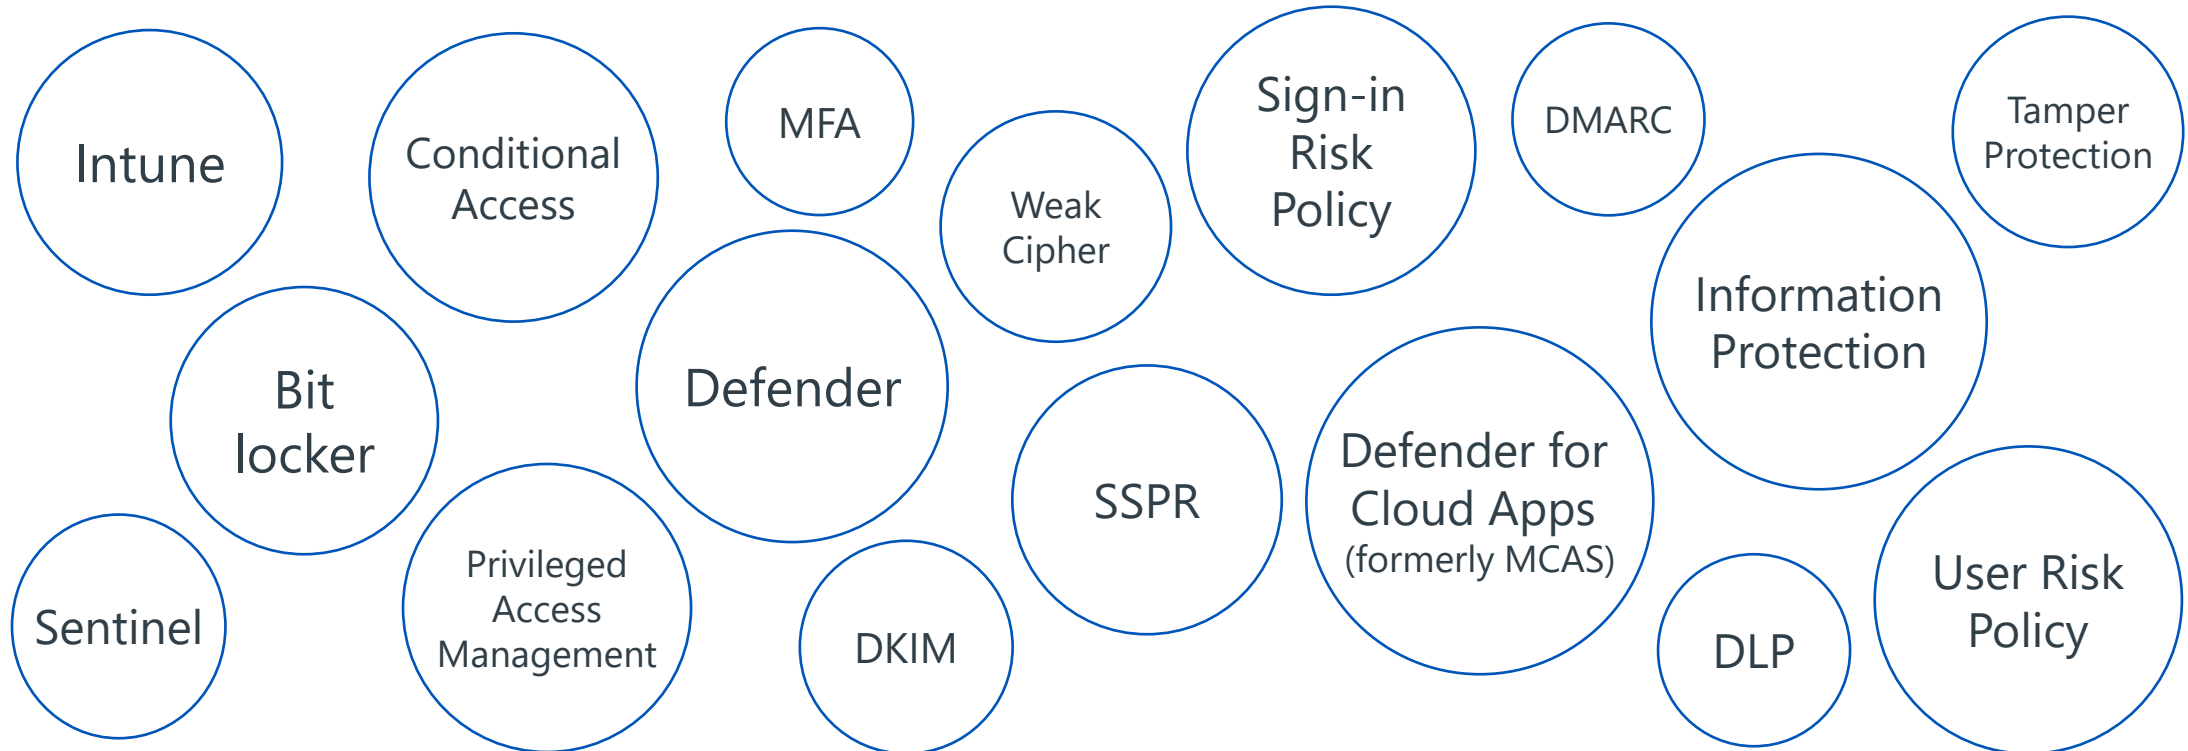 Intune
Conditional
Access
MFA
Weak
Cipher
Sign-in
Risk
Policy
DMARC
Tamper
Protection
Bit
locker
Defender
Information
Protection
Sentinel
Privileged
Access
Management
DKIM
SSPR
Defender for
Cloud Apps
(formerly MCAS)
DLP
User Risk
Policy